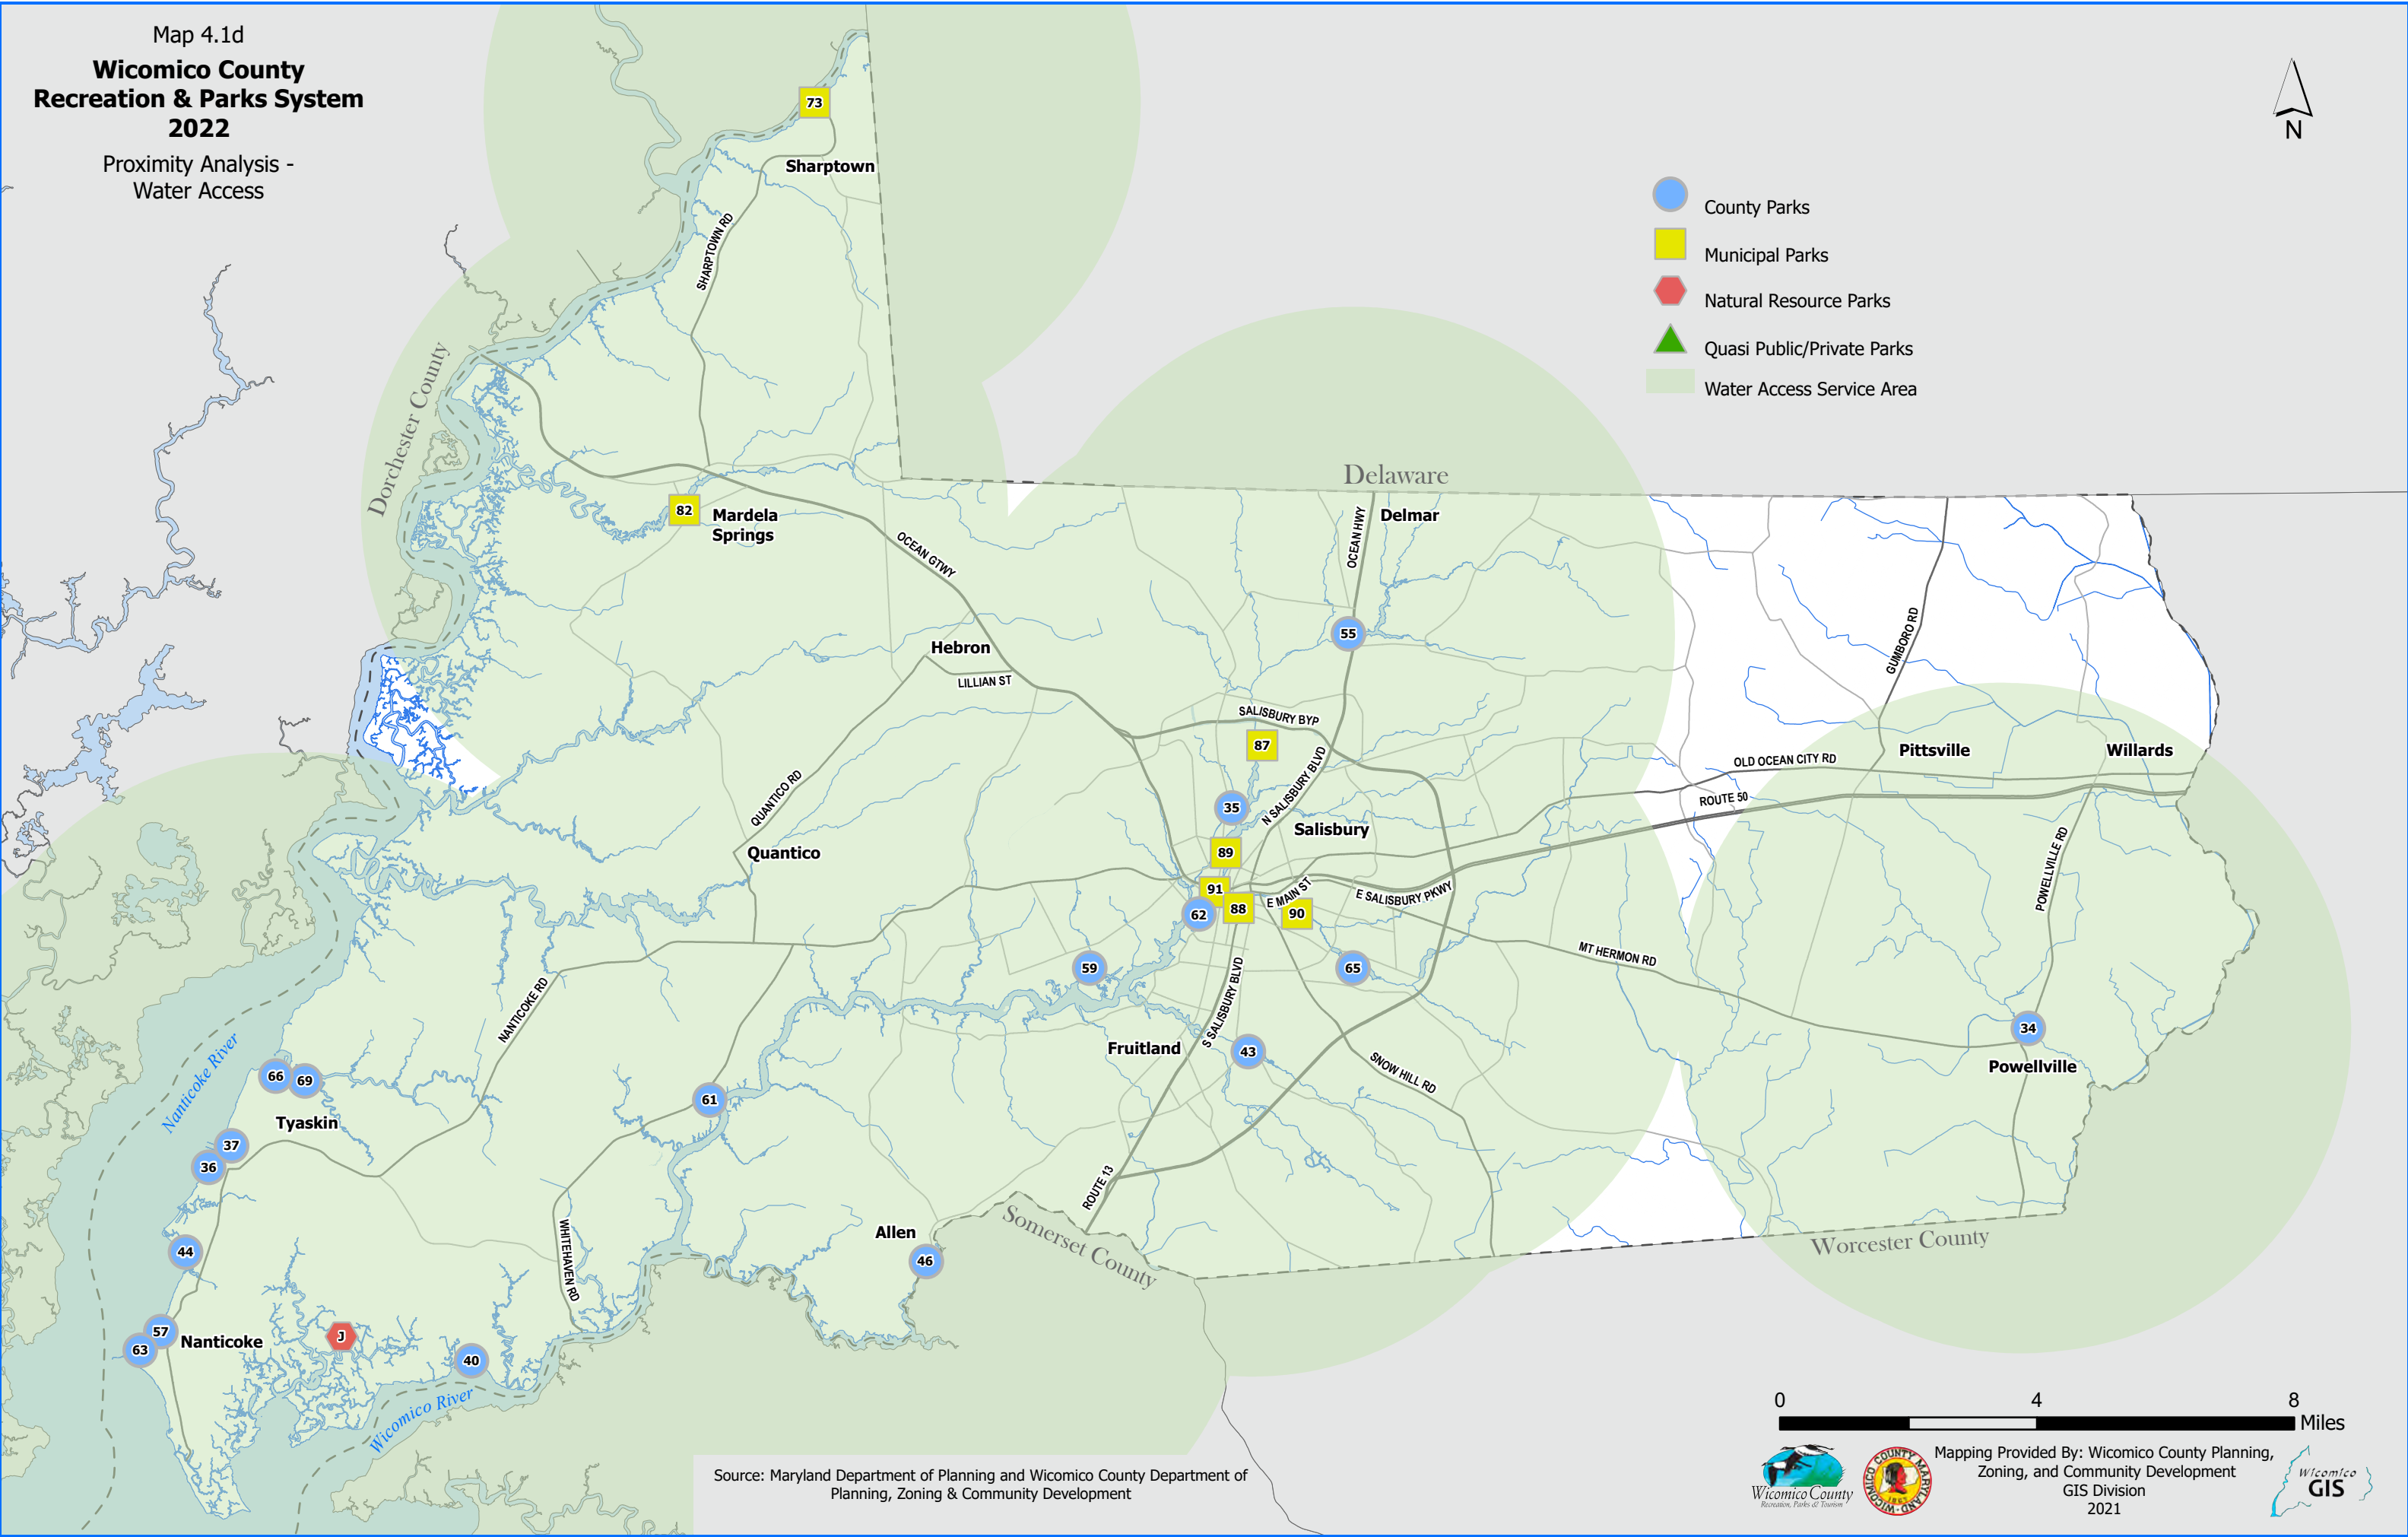 Map 4.1d
Wicomico County
Recreation & Parks System
2022
Proximity Analysis -
Water Access
N
County Parks
Municipal Parks
Natural Resource Parks
Quasi Public/Private Parks
Water Access Service Area
73
Sharptown
SHARPTOWN RD
Dorchester County
Delaware
82
Mardela
Springs
OCEAN GTWY
OCEAN HWY
Delmar
55
Hebron
LILLIAN ST
GUMBORO RD
SALISBURY BYP
87
N SALISBURY BLVD
Pittsville
Willards
OLD OCEAN CITY RD
ROUTE 50
QUANTICO RD
35
Salisbury
89
Quantico
POWELLVILLE RD
91
E MAIN ST
E SALISBURY PKWY
62
88
90
MT HERMON RD
59
65
NANTICOKE RD
S SALISBURY BLVD
34
Fruitland
43
SNOW HILL RD
Powellville
Nanticoke River
66
69
61
Tyaskin
37
36
ROUTE 13
WHITEHAVEN RD
Allen
46
Somerset County
Worcester County
44
57
63
Nanticoke
J
40
Wicomico River
0
4
8
Miles
Source: Maryland Department of Planning and Wicomico County Department of
Planning, Zoning & Community Development
Wicomico County
Recreation, Parks & Tourism
WICOMICO COUNTY MARYLAND
1867
Mapping Provided By: Wicomico County Planning,
Zoning, and Community Development
GIS Division
2021
Wicomico
GIS